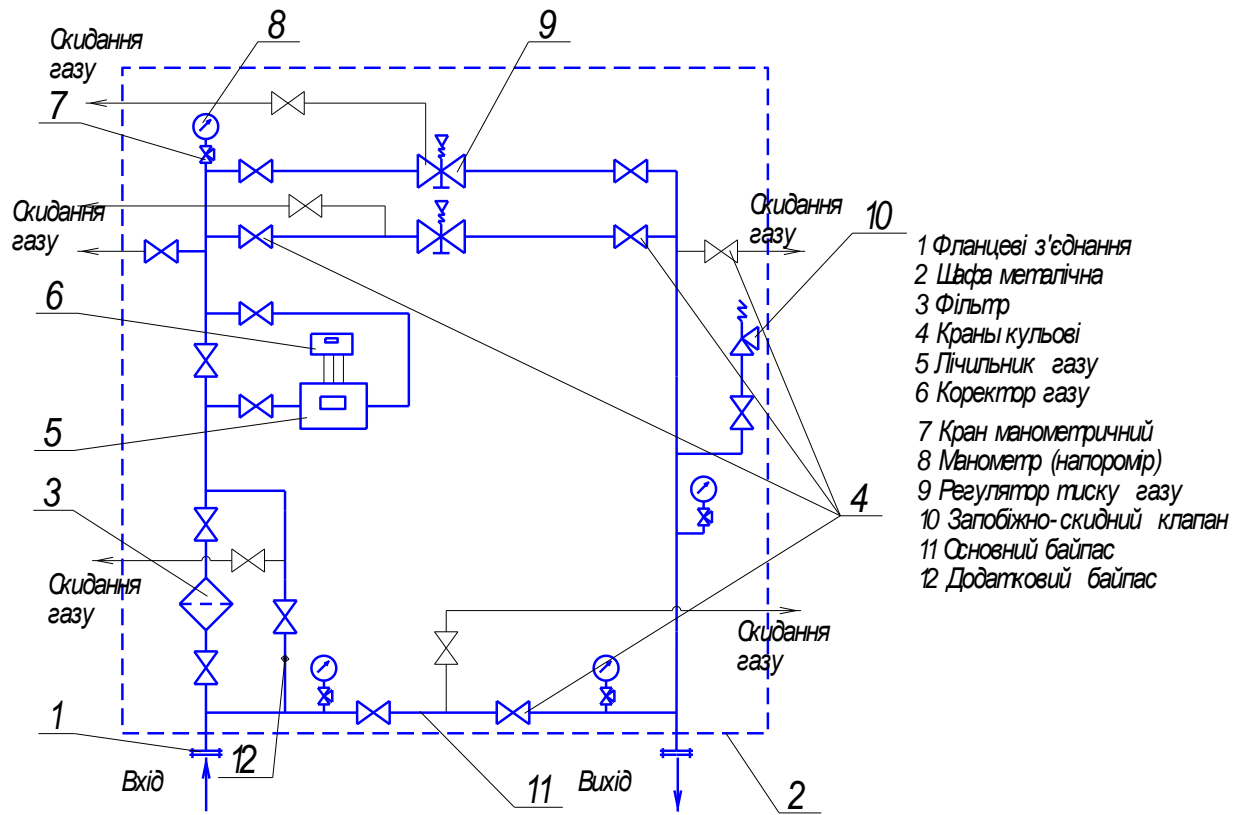 8
9
Скидання
газу
7
Скидання
газу
Скидання
газу
10
6
5
3
4
Скидання
газу
Скидання
газу
1
12
Вхід
11
Вихід
2
1 Фланцеві з'єднання
2 Шафа металічна
3 Фільтр
4 Краны кульові
5 Лічильник газу
6 Коректор газу
7 Кран манометричний
8 Манометр (напоромір)
9 Регулятор тиску газу
10 Запобіжно-скидний клапан
11 Основний байпас
12 Додатковий байпас